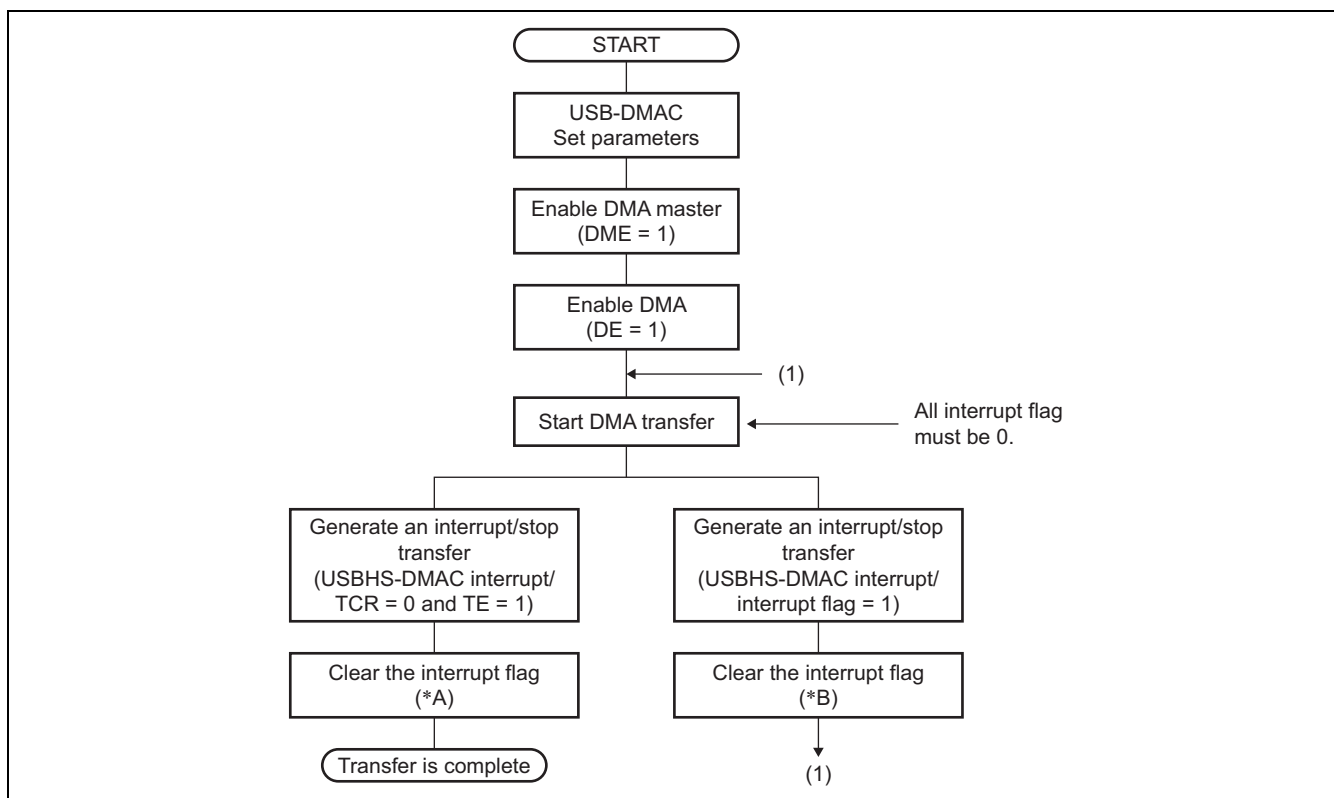 START
USB-DMAC
Set parameters
Enable DMA master
(DME = 1)
Enable DMA
(DE = 1)
(1)
Start DMA transfer
All interrupt flag
must be 0.
Generate an interrupt/stop
transfer
(USBHS-DMAC interrupt/
TCR = 0 and TE = 1)
Generate an interrupt/stop
transfer
(USBHS-DMAC interrupt/
interrupt flag = 1)
Clear the interrupt flag
(*A)
Clear the interrupt flag
(*B)
Transfer is complete
(1)